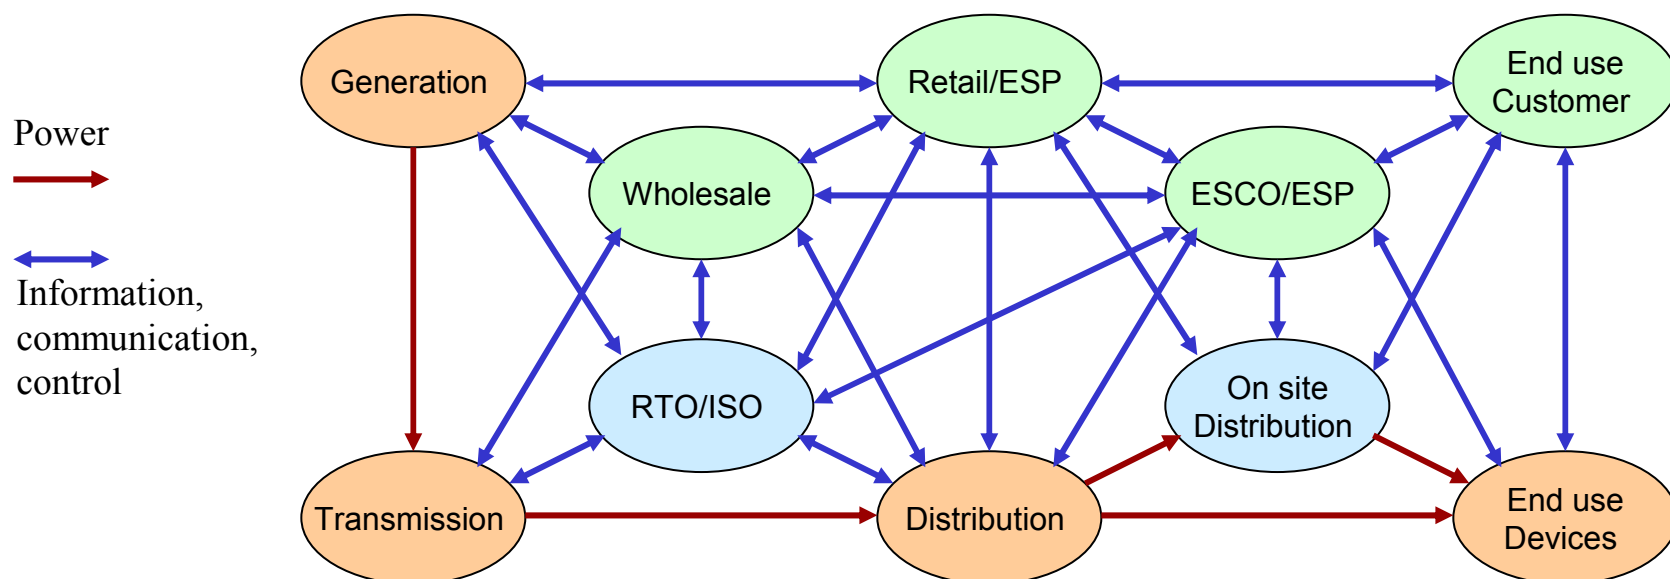 Power
Information,
communication,
control
Generation
Retail/ESP
End use
Customer
Wholesale
ESCO/ESP
RTO/ISO
On site
Distribution
Transmission
Distribution
End use
Devices